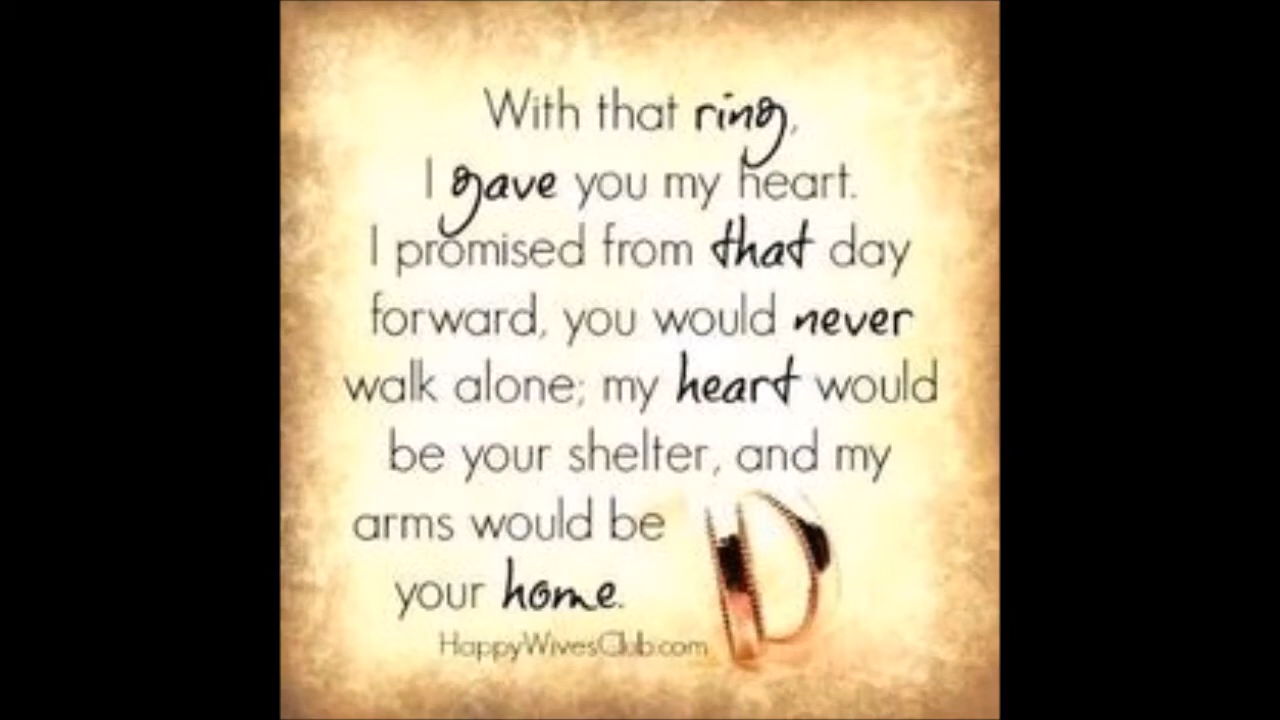 With that ring,
I gave you my heart.
I promised from that day
forward, you would never
walk alone; my heart would
be your shelter, and my
arms would be
your home.
HappyWivesClub.com